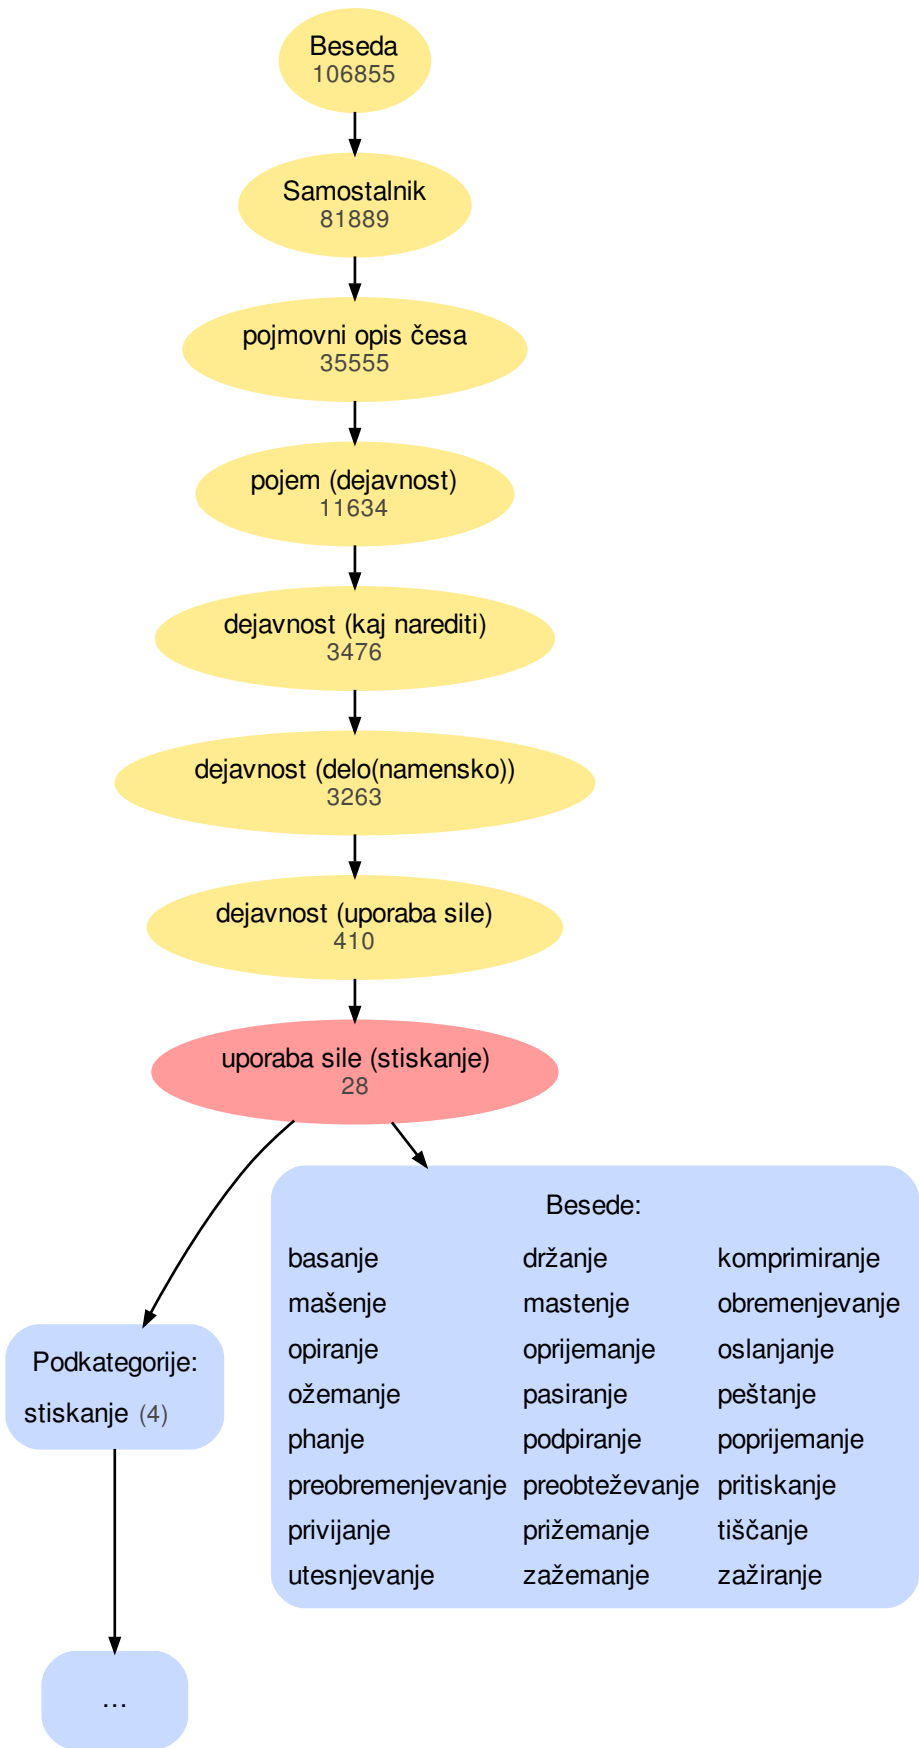 Beseda
106855
Samostalnik
81889
pojmovni opis česa
35555
pojem (dejavnost)
11634
dejavnost (kaj narediti)
3476
dejavnost (delo(namensko))
3263
dejavnost (uporaba sile)
410
uporaba sile (stiskanje)
28
Besede:
basanje držanje komprimiranje
mašenje mastenje obremenjevanje
opiranje oprijemanje oslanjanje
ožemanje pasiranje peštanje
phanje podpiranje poprijemanje
preobremenjevanje preobteževanje pritiskanje
privijanje prižemanje tiščanje
utesnjevanje zažemanje zažiranje
Podkategorije:
stiskanje (4)
...